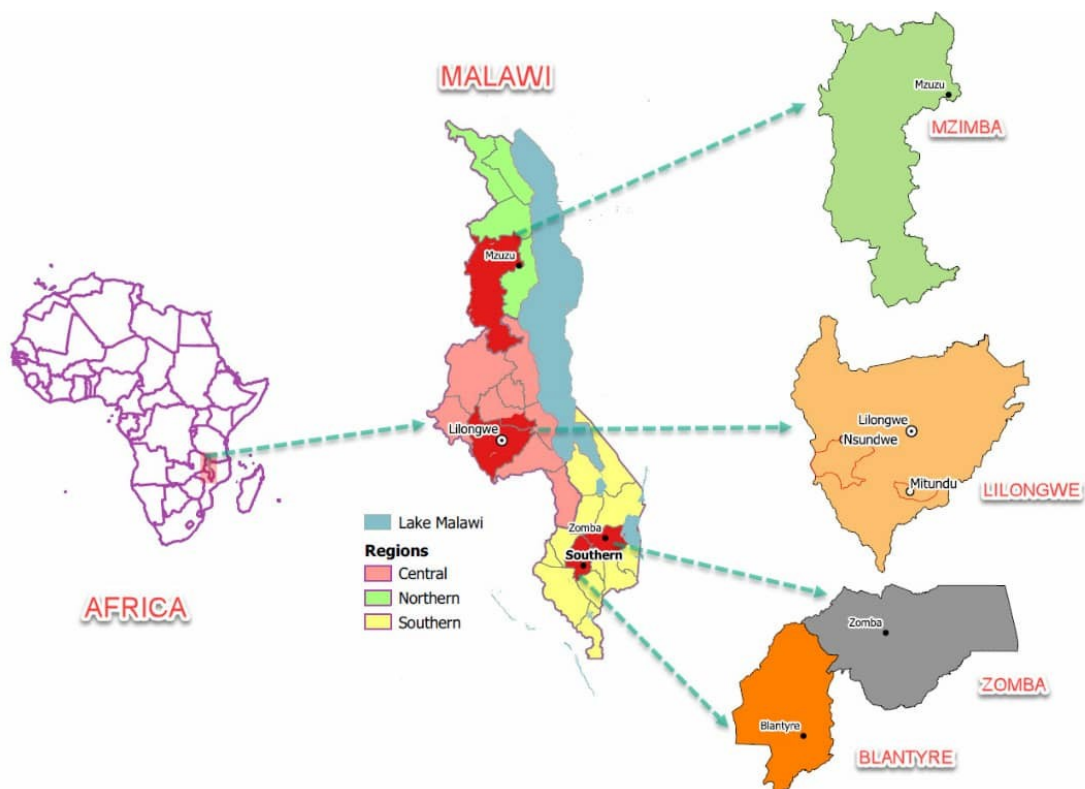 MALAWI
Mzuzu
MZIMBA
Mzuzu
Lilongwe
Lilongwe
Nsundwe
Mitundu
LILONGWE
Lake Malawi
Regions
Central
Northern
Southern
Zomba
Southern
AFRICA
Zomba
ZOMBA
Blantyre
BLANTYRE